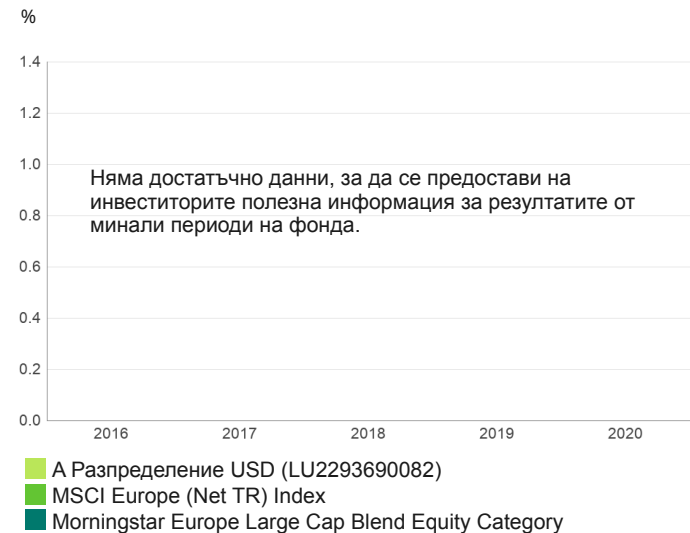 %
1.4
1.2
1.0
Няма достатъчно данни, за да се предостави на
инвеститорите полезна информация за резултатите от
0.8
минали периоди на фонда.
0.6
0.4
0.2
0.0
2016 2017 2018 2019 2020
А Разпределение USD (LU2293690082)
MSCI Europe (Net TR) Index
Morningstar Europe Large Cap Blend Equity Category